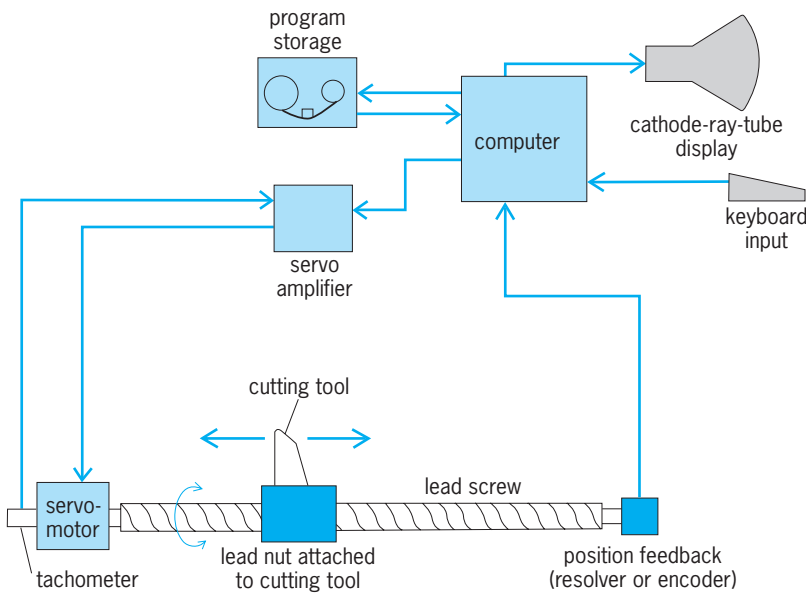 program
storage
computer
cathode-ray-tube
display
keyboard
input
servo
amplifier
cutting tool
lead screw
servo-
motor
tachometer
lead nut attached
to cutting tool
position feedback
(resolver or encoder)